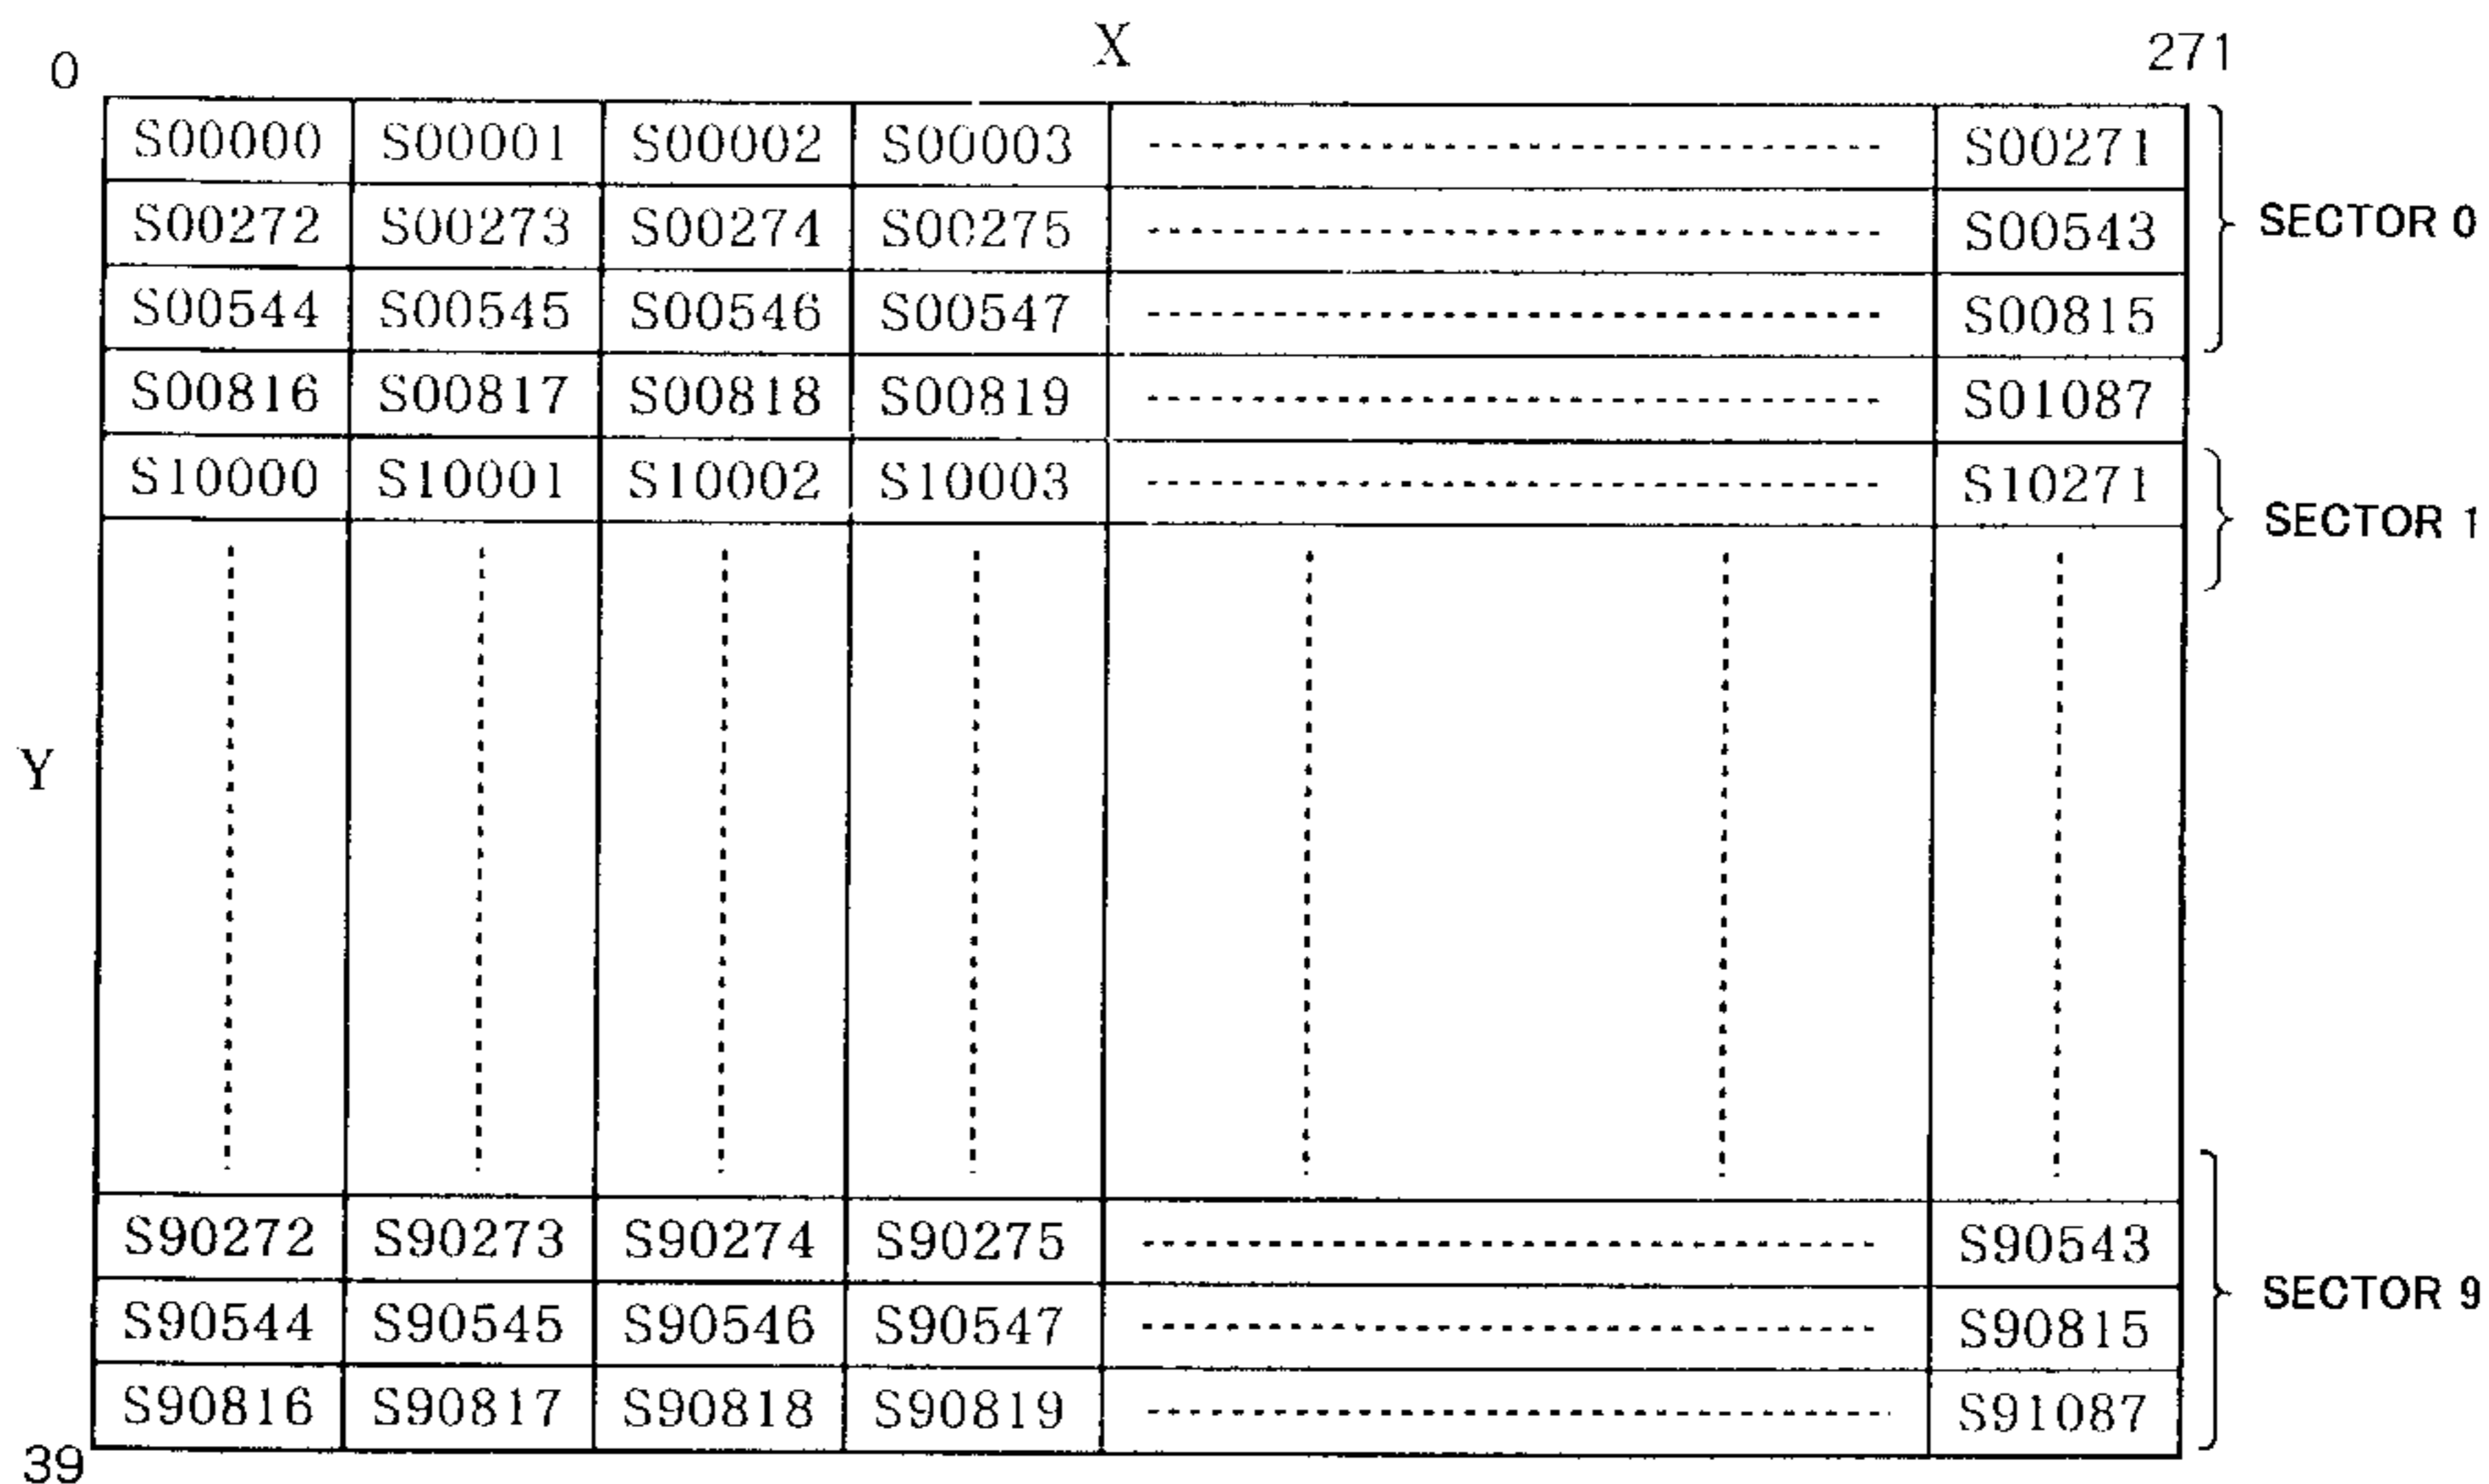 X
0 271
S00000 S00001 S00002 S00003 S00271
S00272 S00273 S00274 S00275 S00543
SECTOR 0
S00544 S00545 S00546 S00547 S00815
S00816 S00817 S00818 S00819 S01087
S10000 S10001 S10002 S10003 S10271
SECTOR 1
Y
S90272 S90273 S90274 S90275 S90543
S90544 S90545 S90546 S90547 S90815
SECTOR 9
S90816 S90817 S90818 S90819 S91087
39